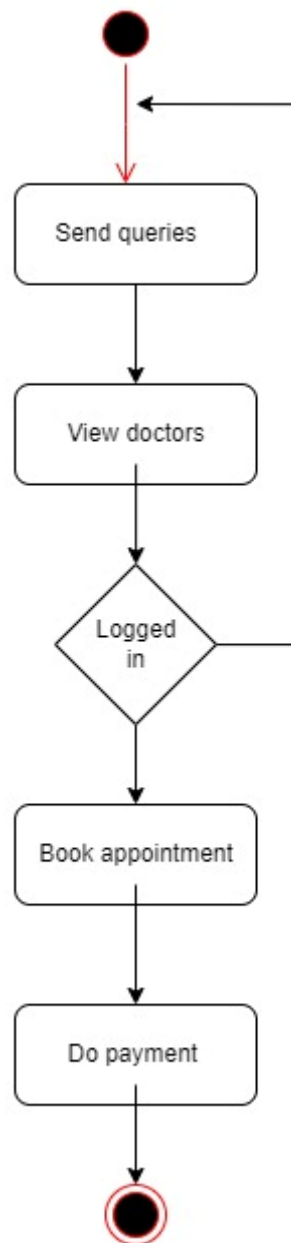 Send queries
View doctors
Logged
in
Book appointment
Do payment